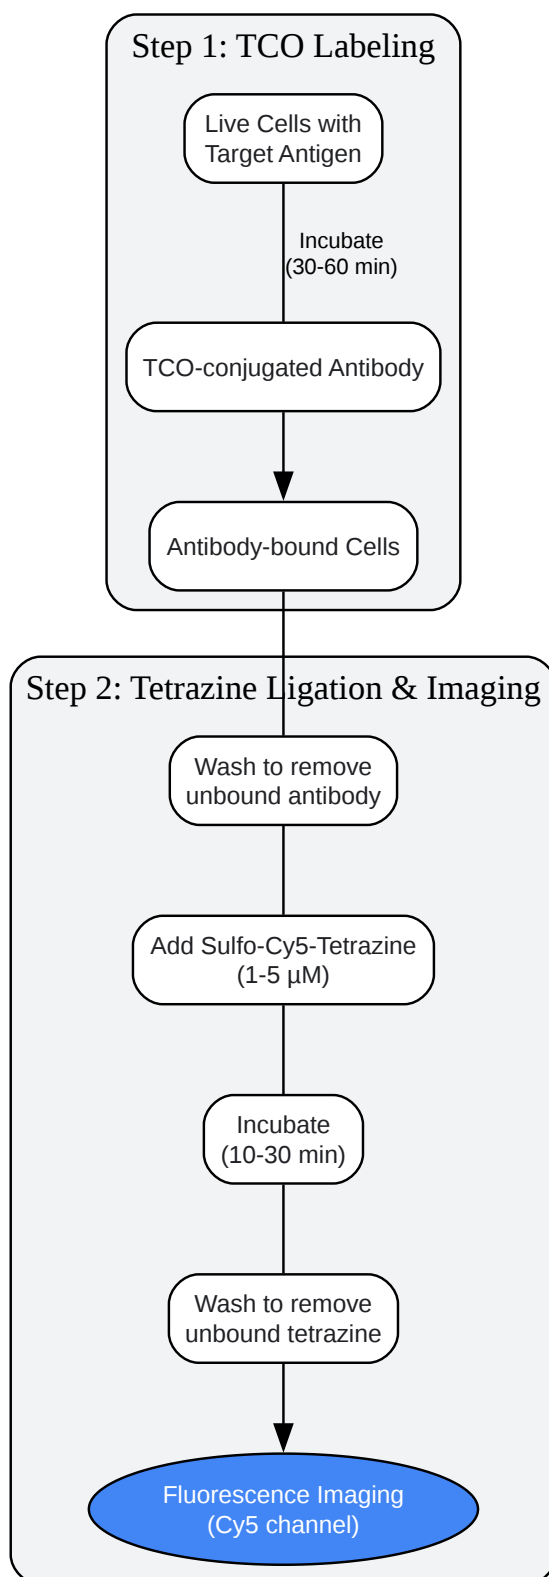 Step 1: TCO Labeling
Live Cells with
Target Antigen
Incubate
(30-60 min)
TCO-conjugated Antibody
Antibody-bound Cells
Step 2: Tetrazine Ligation & Imaging
Wash to remove
unbound antibody
Add Sulfo-Cy5-Tetrazine
(1-5 µM)
Incubate
(10-30 min)
Wash to remove
unbound tetrazine
Fluorescence Imaging
(Cy5 channel)